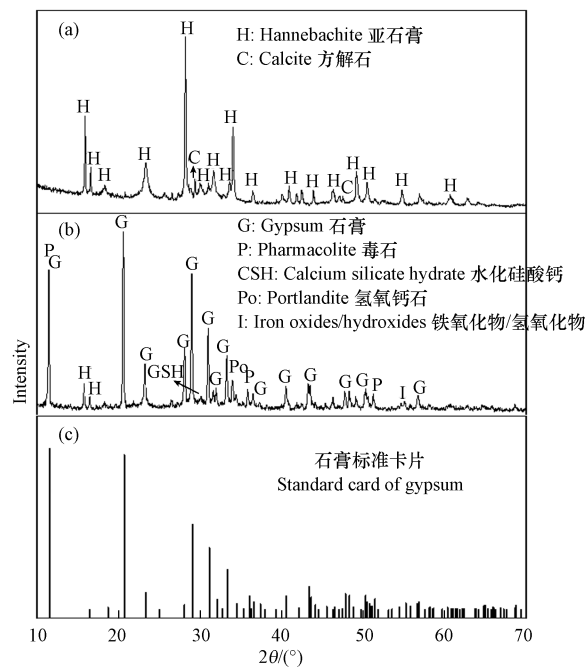 (a)
H: Hannebachite 亚石膏
C: Calcite 方解石
H
H
H
H
H
H
C
H
H
H
H
H
H
H
C
H
H
H
H
(b)
G: Gypsum 石膏
P: Pharmacolite 毒石
CSH: Calcium silicate hydrate 水化硅酸钙
Po: Portlandite 氢氧钙石
I: Iron oxides/hydroxides 铁氧化物/氢氧化物
P
G
H
H
G
G
GSH
G
G
G
G
G
Po
P
G
G
G
G
G
P
I
G
(c)
石膏标准卡片
Standard card of gypsum
Intensity
10 20 30 40 50 60 70
2θ/(°)